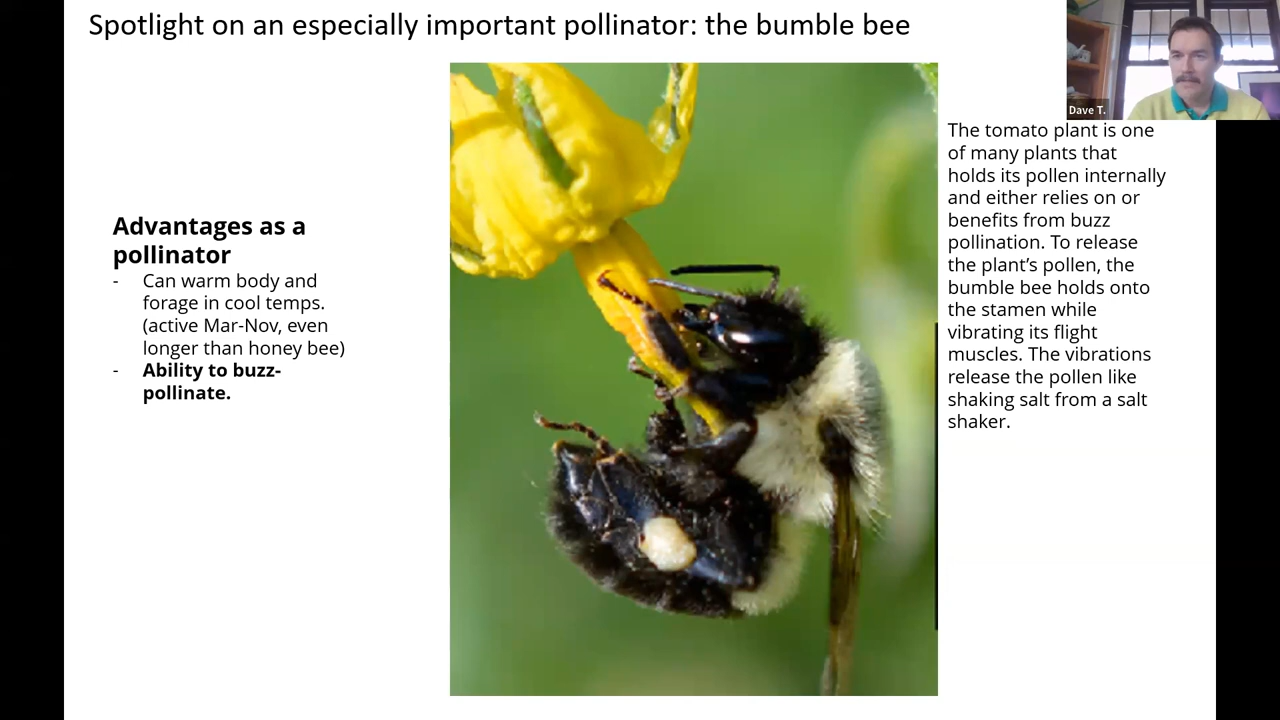 Spotlight on an especially important pollinator: the bumble bee
Dave T.
Advantages as a
pollinator
- Can warm body and
forage in cool temps.
(active Mar-Nov, even
longer than honey bee)
- Ability to buzz-
pollinate.
The tomato plant is one
of many plants that
holds its pollen internally
and either relies on or
benefits from buzz
pollination. To release
the plant’s pollen, the
bumble bee holds onto
the stamen while
vibrating its flight
muscles. The vibrations
release the pollen like
shaking salt from a salt
shaker.